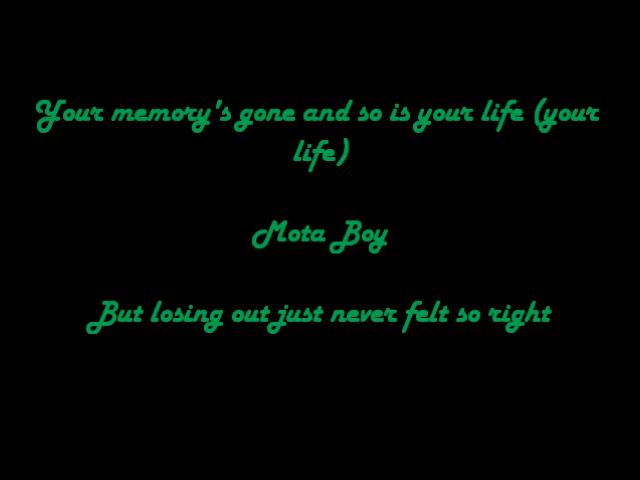 Your memory's gone and so is your life (your
life)
Mota Boy
But losing out just never felt so right